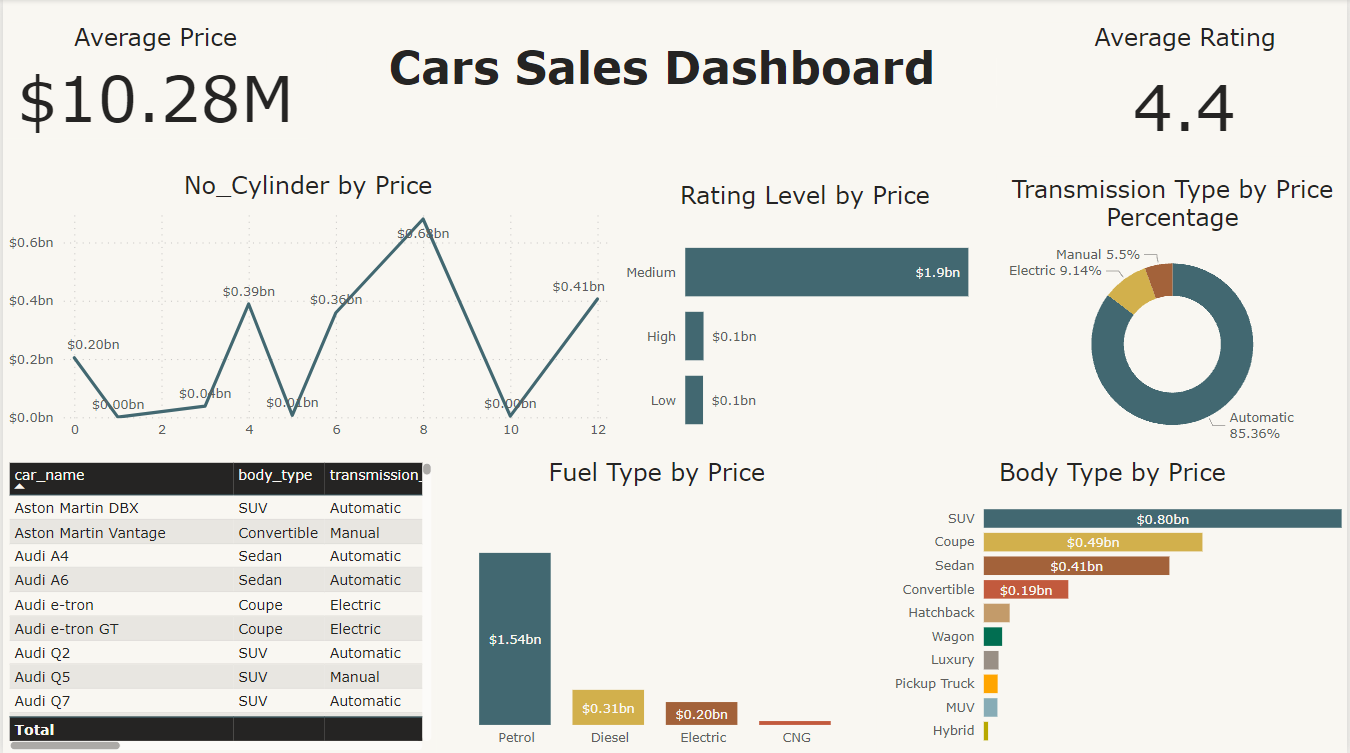 Average Price
$10.28M
Cars Sales Dashboard
Average Rating
4.4
No_Cylinder by Price
$0.6bn
$0.4bn
$0.2bn
$0.0bn
$0.20bn
$0.00bn
$0.04bn
$0.39bn
$0.01bn
$0.36bn
$0.68bn
$0.00bn
$0.41bn
0 2 4 6 8 10 12
Rating Level by Price
Medium $1.9bn
High $0.1bn
Low $0.1bn
Transmission Type by Price
Percentage
Manual 5.5%
Electric 9.14%
Automatic
85.36%
car_name body_type transmission_
Aston Martin DBX SUV Automatic
Aston Martin Vantage Convertible Manual
Audi A4 Sedan Automatic
Audi A6 Sedan Automatic
Audi e-tron Coupe Electric
Audi e-tron GT Coupe Electric
Audi Q2 SUV Automatic
Audi Q5 SUV Manual
Audi Q7 SUV Automatic
Total
Fuel Type by Price
$1.54bn
$0.31bn
$0.20bn
Petrol Diesel Electric CNG
Body Type by Price
SUV $0.80bn
Coupe $0.49bn
Sedan $0.41bn
Convertible $0.19bn
Hatchback
Wagon
Luxury
Pickup Truck
MUV
Hybrid